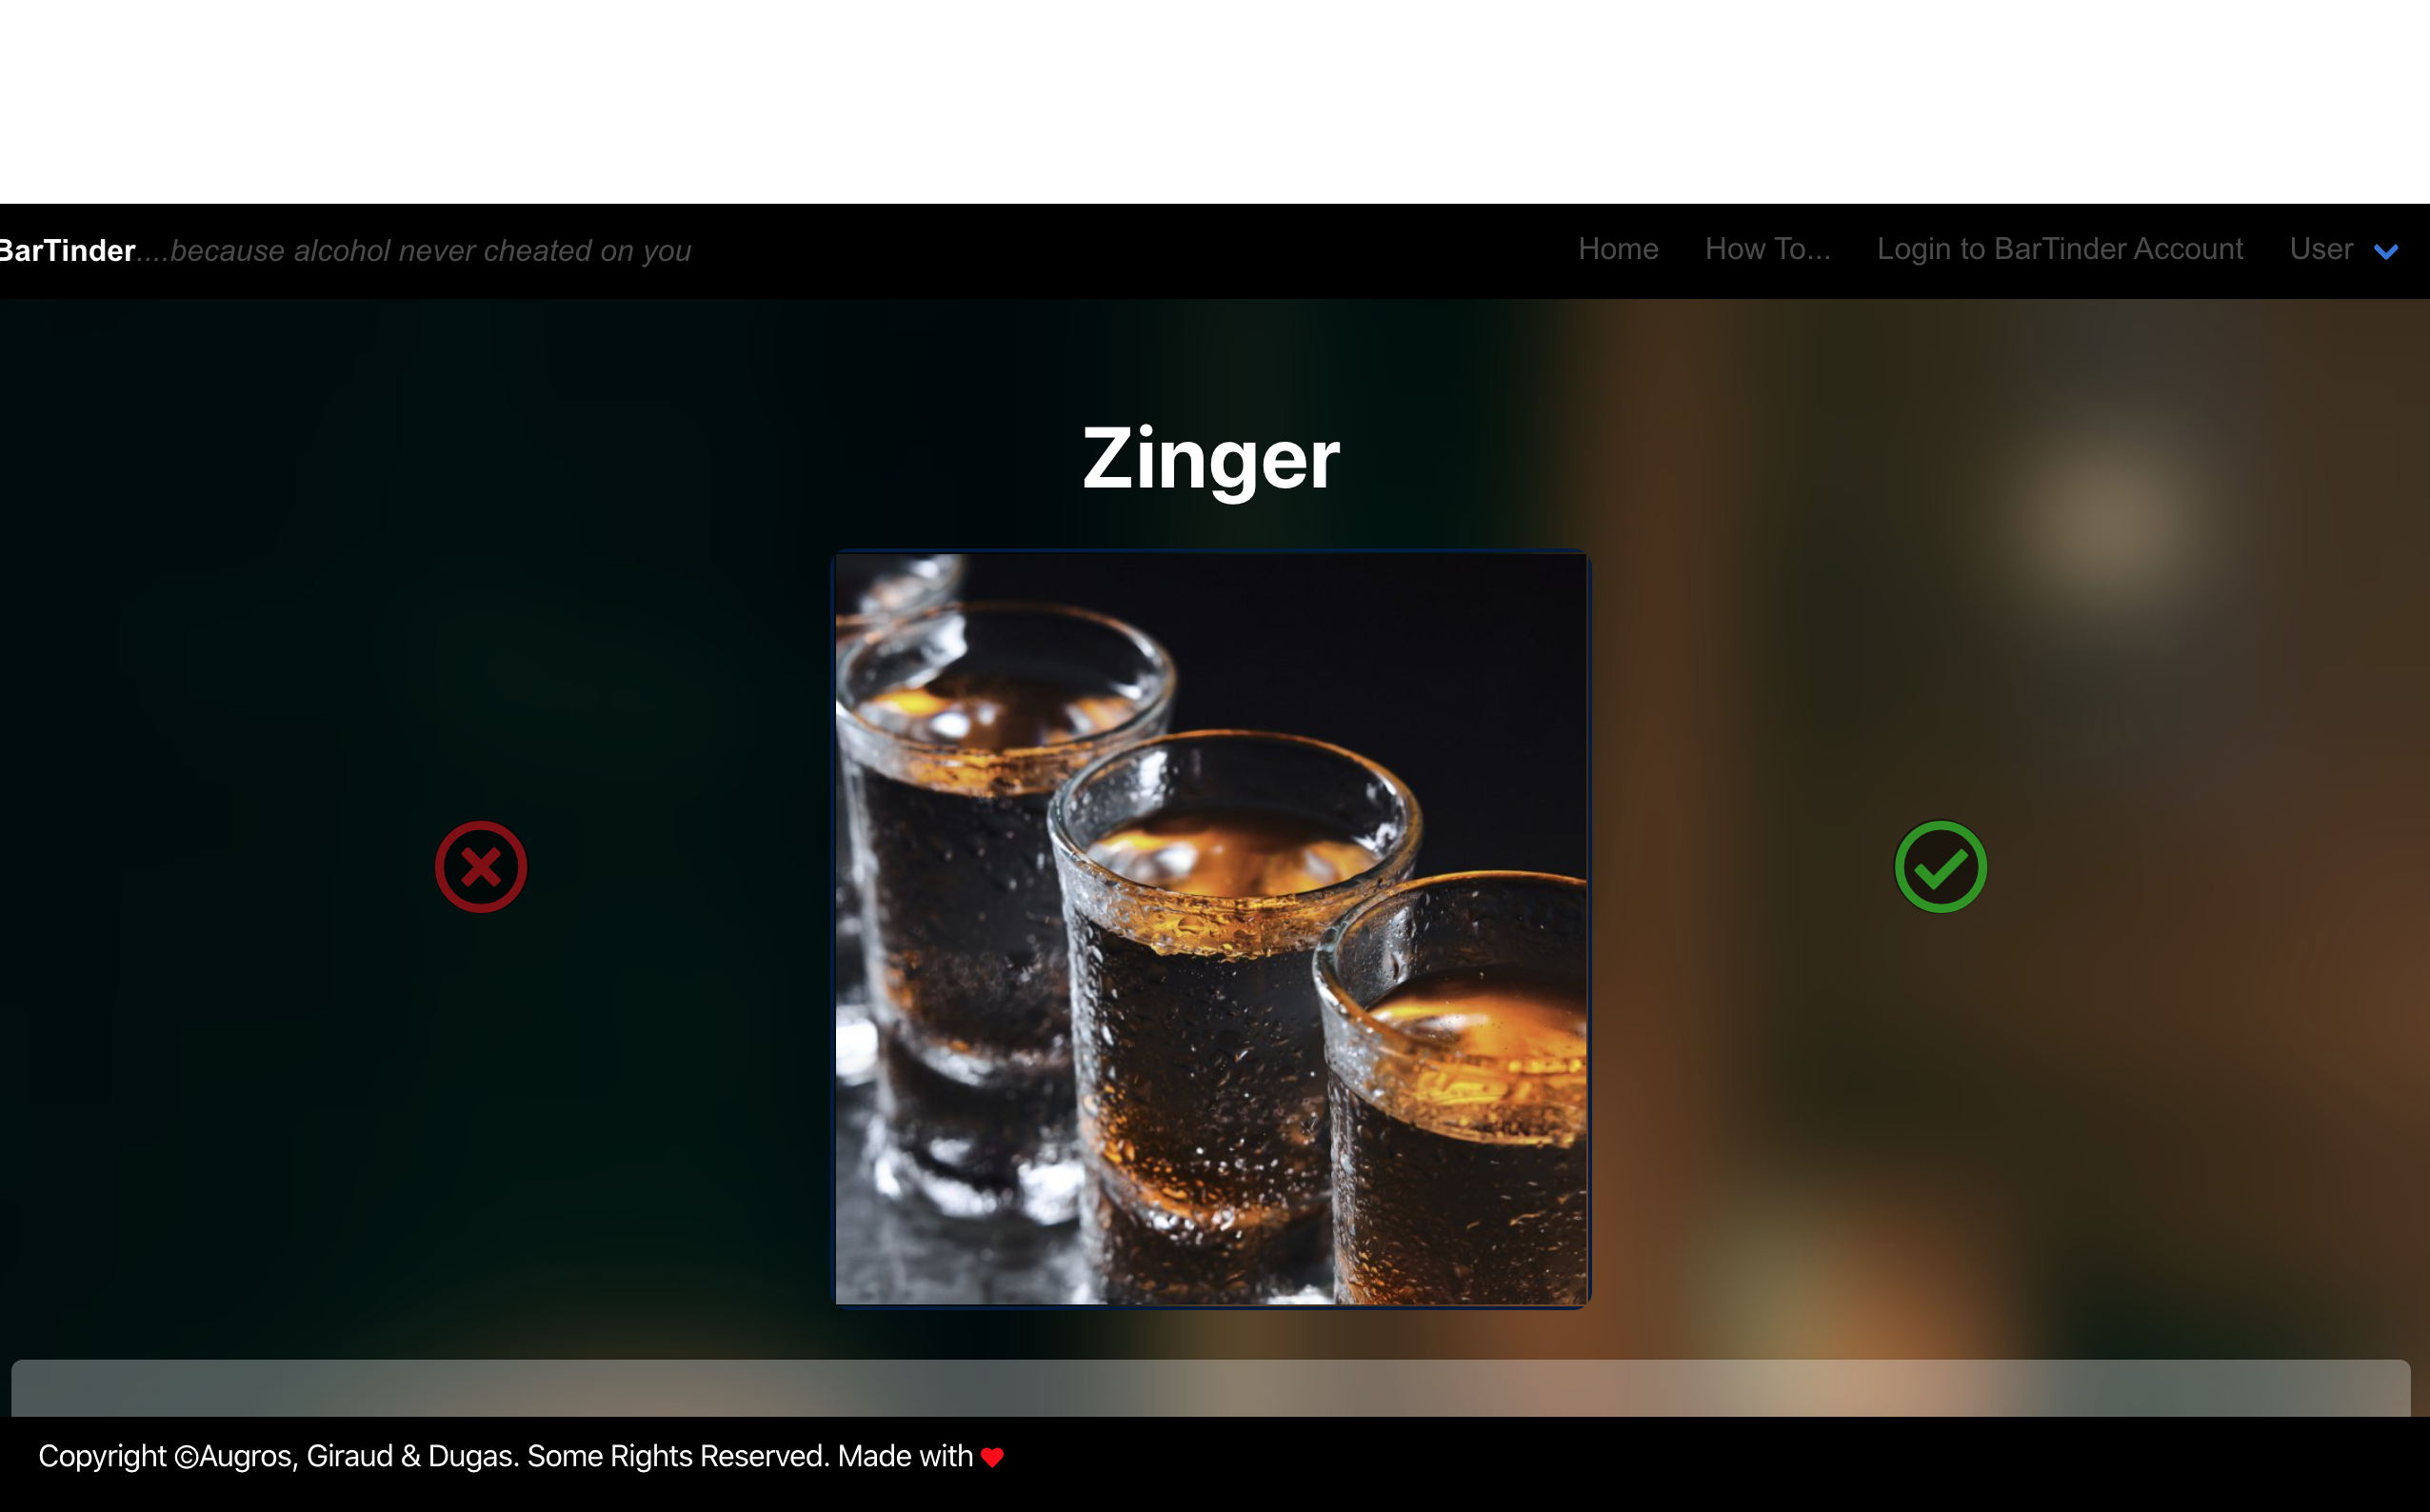 BarTinder....because alcohol never cheated on you
Home How To... Login to BarTinder Account User
Zinger
Copyright ©Augros, Giraud & Dugas. Some Rights Reserved. Made with